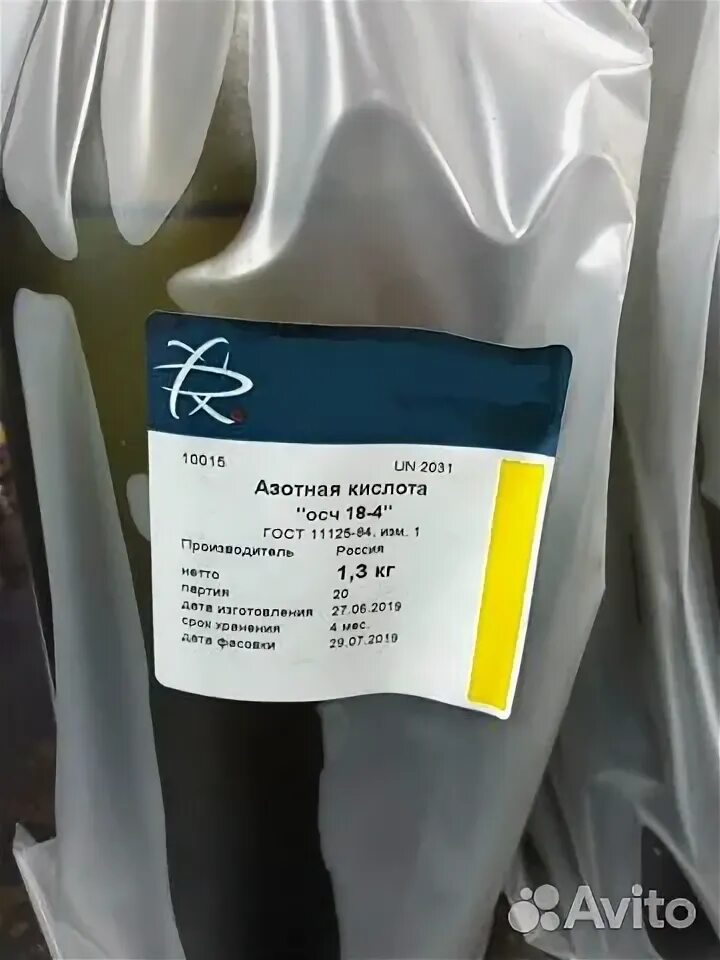 10015 UN 2031
Азотная кислота
"осч 18-4"
ГОСТ 11125-84, изм. 1
Производитель Россия
нетто 1,3 кг
партия 20
дата изготовления 27.06.2019
срок хранения 4 мес.
дата фасовки 29.07.2019
Avito